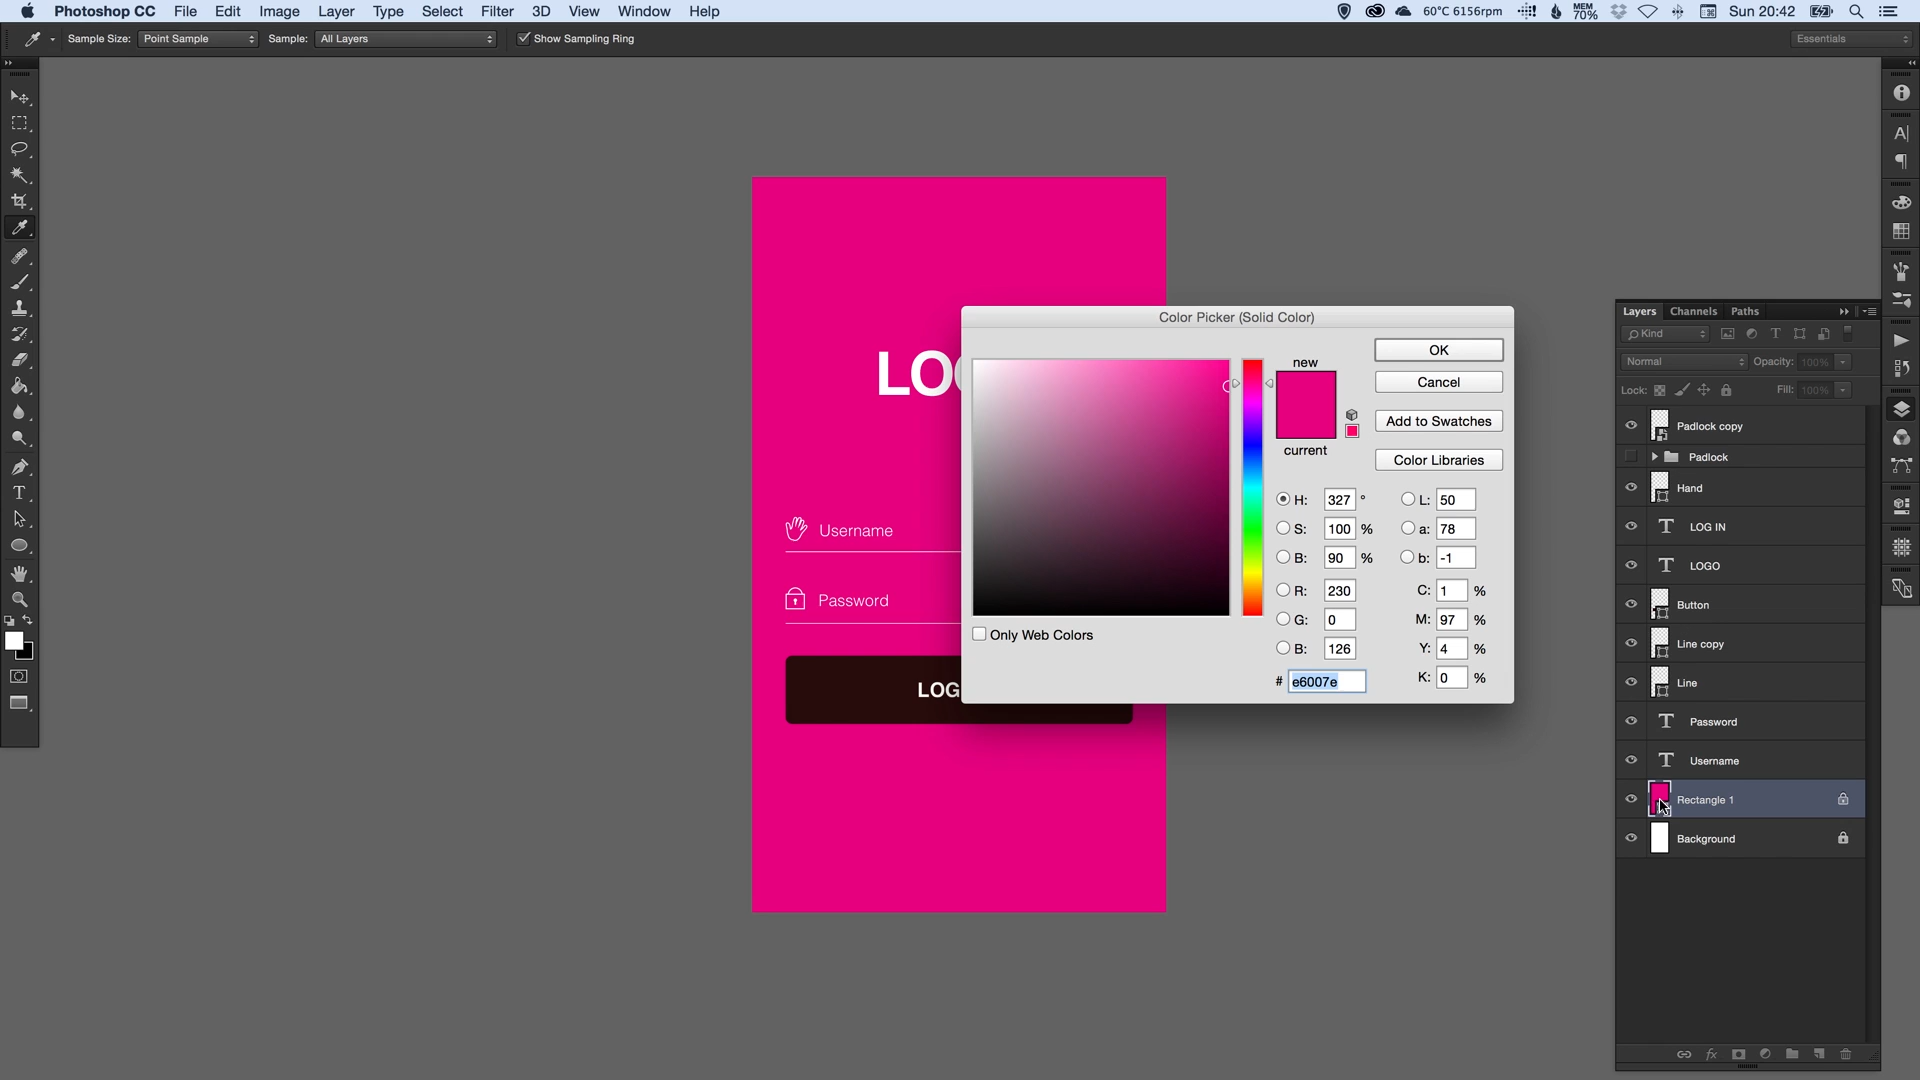 Photoshop CC File Edit Image Layer Type Select Filter 3D View Window Help 60°C 6156rpm MEM 70% Sun 20:42
Sample Size: Point Sample Sample: All Layers Show Sampling Ring Essentials
LOG
Username
Password
LOG
Color Picker (Solid Color)
new
current
OK
Cancel
Add to Swatches
Color Libraries
H: 327 ° L: 50
S: 100 % a: 78
B: 90 % b: -1
R: 230 C: 1 %
G: 0 M: 97 %
B: 126 Y: 4 %
# e6007e K: 0 %
Only Web Colors
Layers Channels Paths
Kind
Normal Opacity: 100%
Lock: Fill: 100%
Padlock copy
Padlock
Hand
LOG IN
LOGO
Button
Line copy
Line
Password
Username
Rectangle 1
Background